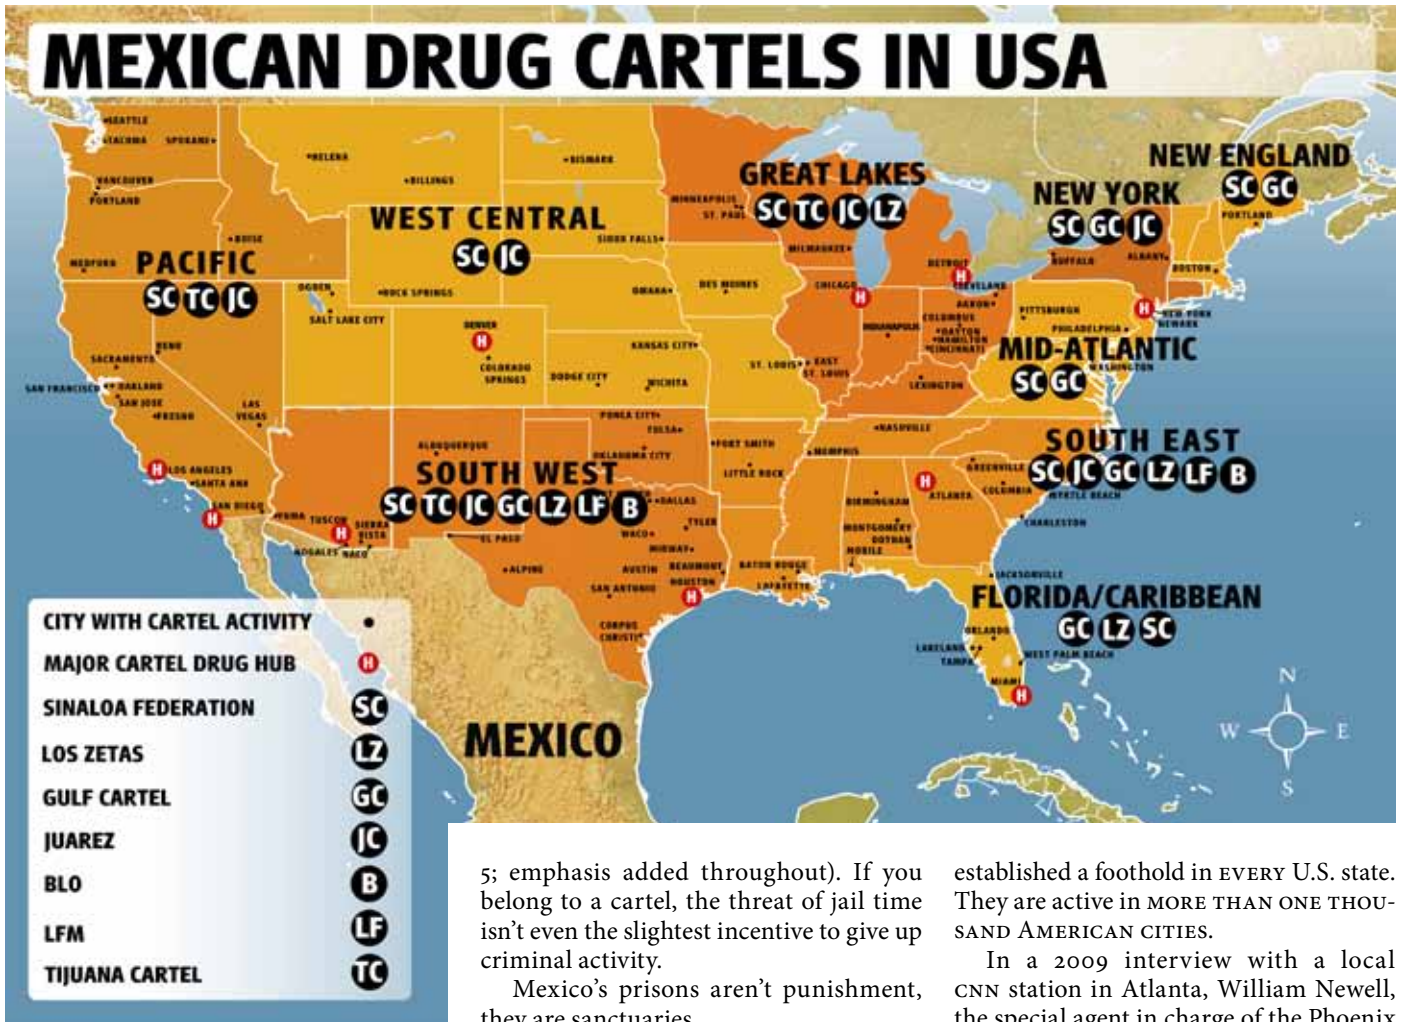 MEXICAN DRUG CARTELS IN USA
SEATTLE
TACOMA
SPOKANE
VANCOUVER
PORTLAND
MEDFORD
BOISE
PACIFIC
SC TC JC
HELENA
BILLINGS
BISMARK
WEST CENTRAL
SC JC
SIOUX FALLS
ROCK SPRINGS
OGDEN
SALT LAKE CITY
OMAHA
DES MOINES
DENVER
H
COLORADO
SPRINGS
KANSAS CITY
DODGE CITY
WICHITA
ST. LOUIS
MINNEAPOLIS
ST. PAUL
GREAT LAKES
SC TC JC LZ
MILWAUKEE
CHICAGO
H
DETROIT
H
CLEVELAND
AKRON
COLUMBUS
DAYTON
HAMILTON
CINCINNATI
INDIANAPOLIS
EAST
ST. LOUIS
LEXINGTON
NEW ENGLAND
SC GC
PORTLAND
BOSTON
NEW YORK
SC GC JC
BUFFALO
ALBANY
H
NEW YORK
NEWARK
PITTSBURGH
PHILADELPHIA
MID-ATLANTIC
SC GC
WASHINGTON
RENO
SACRAMENTO
SAN FRANCISCO
OAKLAND
SAN JOSE
FRESNO
LAS
VEGAS
H
LOS ANGELES
SANTA ANA
SAN DIEGO
H
YUMA
TUSCON
H
SIERRA
VISTA
NOGALES
NACO
ALBUQUERQUE
SOUTH WEST
SC TC JC GC LZ LF B
PONCA CITY
TULSA
OKLAHOMA CITY
DALLAS
TYLER
WACO
MIDWAY
EL PASO
ALPINE
AUSTIN
BEAUMONT
HOUSTON
H
SAN ANTONIO
CORPUS
CHRISTI
FORT SMITH
LITTLE ROCK
BATON ROUGE
LAFAYETTE
NASHVILLE
MEMPHIS
SOUTH EAST
SC JC GC LZ LF B
GREENVILLE
COLUMBIA
MYRTLE BEACH
CHARLESTON
H
ATLANTA
BIRMINGHAM
MONTGOMERY
DOTHAN
MOBILE
JACKSONVILLE
FLORIDA/CARIBBEAN
GC LZ SC
ORLANDO
LAKELAND
TAMPA
WEST PALM BEACH
MIAMI
H
MEXICO
N
W E
S
CITY WITH CARTEL ACTIVITY
MAJOR CARTEL DRUG HUB H
SINALOA FEDERATION SC
LOS ZETAS LZ
GULF CARTEL GC
JUAREZ JC
BLO B
LFM LF
TIJUANA CARTEL TC
5; emphasis added throughout). If you
belong to a cartel, the threat of jail time
isn't even the slightest incentive to give up
criminal activity.
Mexico's prisons aren't punishment,
they are sanctuaries
established a foothold in EVERY U.S. state.
They are active in MORE THAN ONE THOU-
SAND AMERICAN CITIES.
In a 2009 interview with a local
CNN station in Atlanta, William Newell,
the special agent in charge of the Phoenix